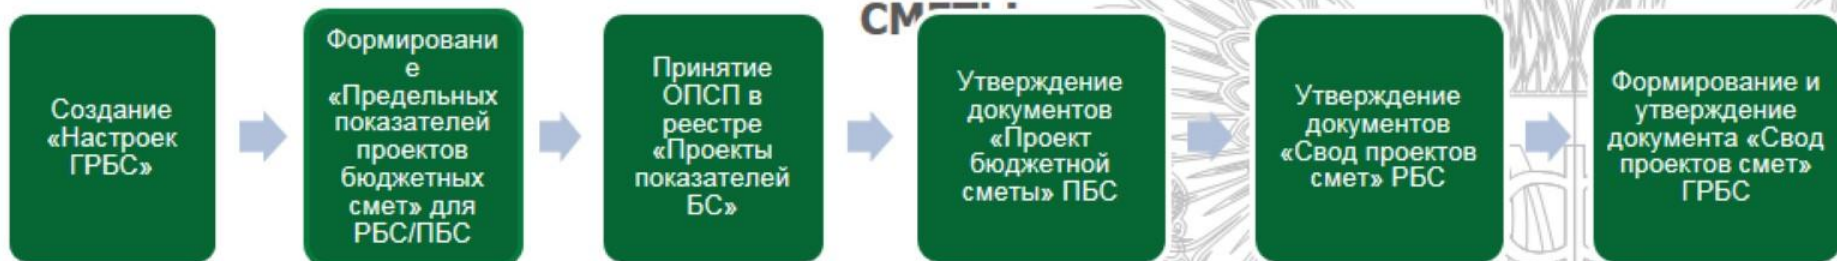 СМЕТЫ
Создание
«Настроек
ГРБС»
Формировани
е
«Предельных
показателей
проектов
бюджетных
смет» для
РБС/ПБС
Принятие
ОПСП в
реестре
«Проекты
показателей
БС»
Утверждение
документов
«Проект
бюджетной
сметы» ПБС
Утверждение
документов
«Свод проектов
смет» РБС
Формирование и
утверждение
документа «Свод
проектов смет»
ГРБС